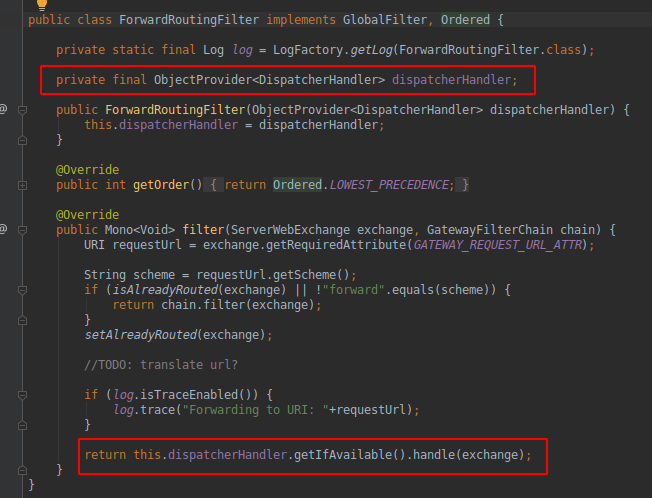 public class ForwardRoutingFilter implements GlobalFilter, Ordered {
private static final Log log = LogFactory.getLog(ForwardRoutingFilter.class);
private final ObjectProvider<DispatcherHandler> dispatcherHandler;
public ForwardRoutingFilter(ObjectProvider<DispatcherHandler> dispatcherHandler) {
this.dispatcherHandler = dispatcherHandler;
}
@Override
public int getOrder() { return Ordered.LOWEST_PRECEDENCE; }
@Override
public Mono<Void> filter(ServerWebExchange exchange, GatewayFilterChain chain) {
URI requestUrl = exchange.getRequiredAttribute(GATEWAY_REQUEST_URL_ATTR);
String scheme = requestUrl.getScheme();
if (isAlreadyRouted(exchange) || !"forward".equals(scheme)) {
return chain.filter(exchange);
}
setAlreadyRouted(exchange);
//TODO: translate url?
if (log.isTraceEnabled()) {
log.trace("Forwarding to URI: "+requestUrl);
}
return this.dispatcherHandler.getIfAvailable().handle(exchange);
}
}